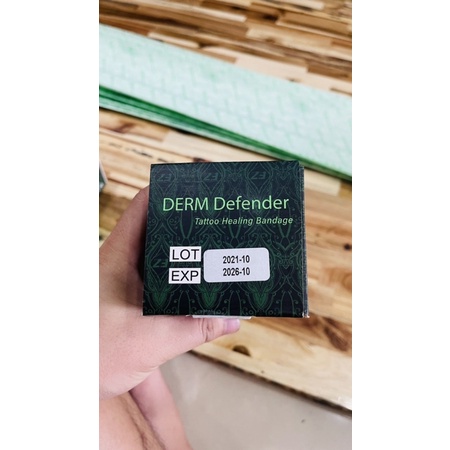 DERM Defender
Tattoo Healing Bandage
LOT 2021-10
EXP 2026-10